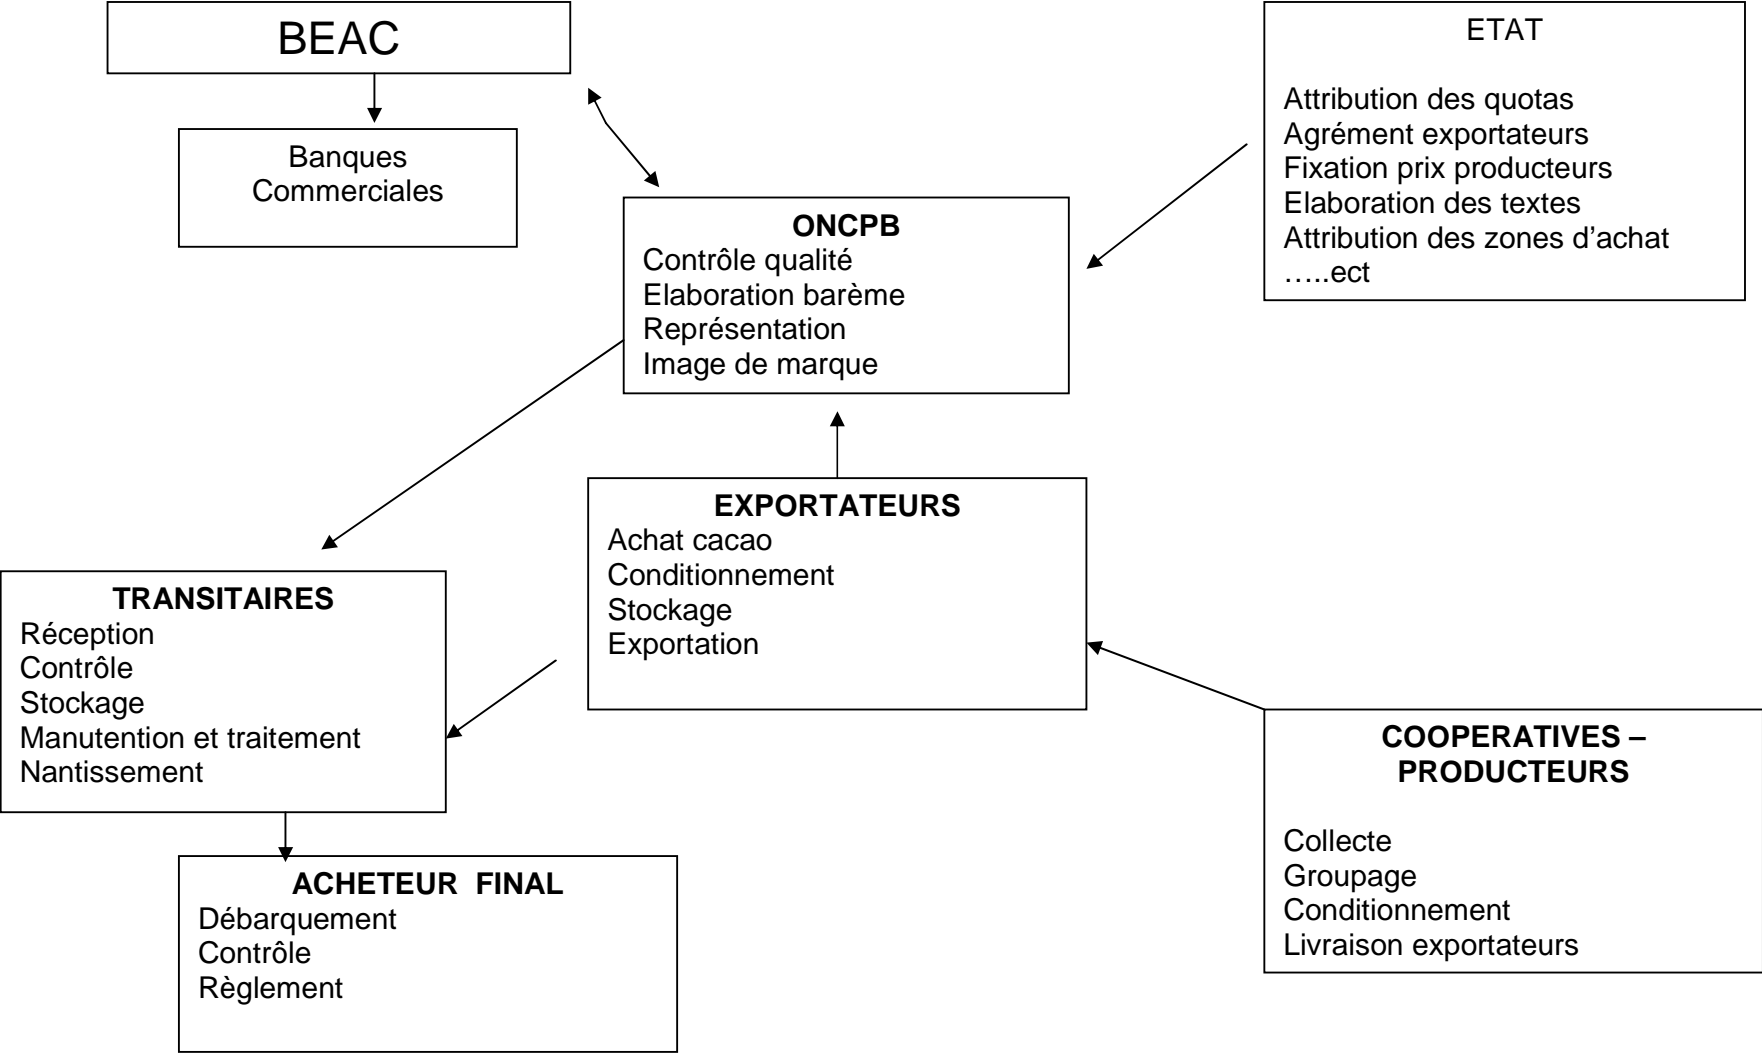 BEAC
Banques
Commerciales
ETAT
Attribution des quotas
Agrément exportateurs
Fixation prix producteurs
Elaboration des textes
Attribution des zones d’achat
…..ect
ONCPB
Contrôle qualité
Elaboration barème
Représentation
Image de marque
EXPORTATEURS
Achat cacao
Conditionnement
Stockage
Exportation
TRANSITAIRES
Réception
Contrôle
Stockage
Manutention et traitement
Nantissement
COOPERATIVES –
PRODUCTEURS
Collecte
Groupage
Conditionnement
Livraison exportateurs
ACHETEUR FINAL
Débarquement
Contrôle
Règlement